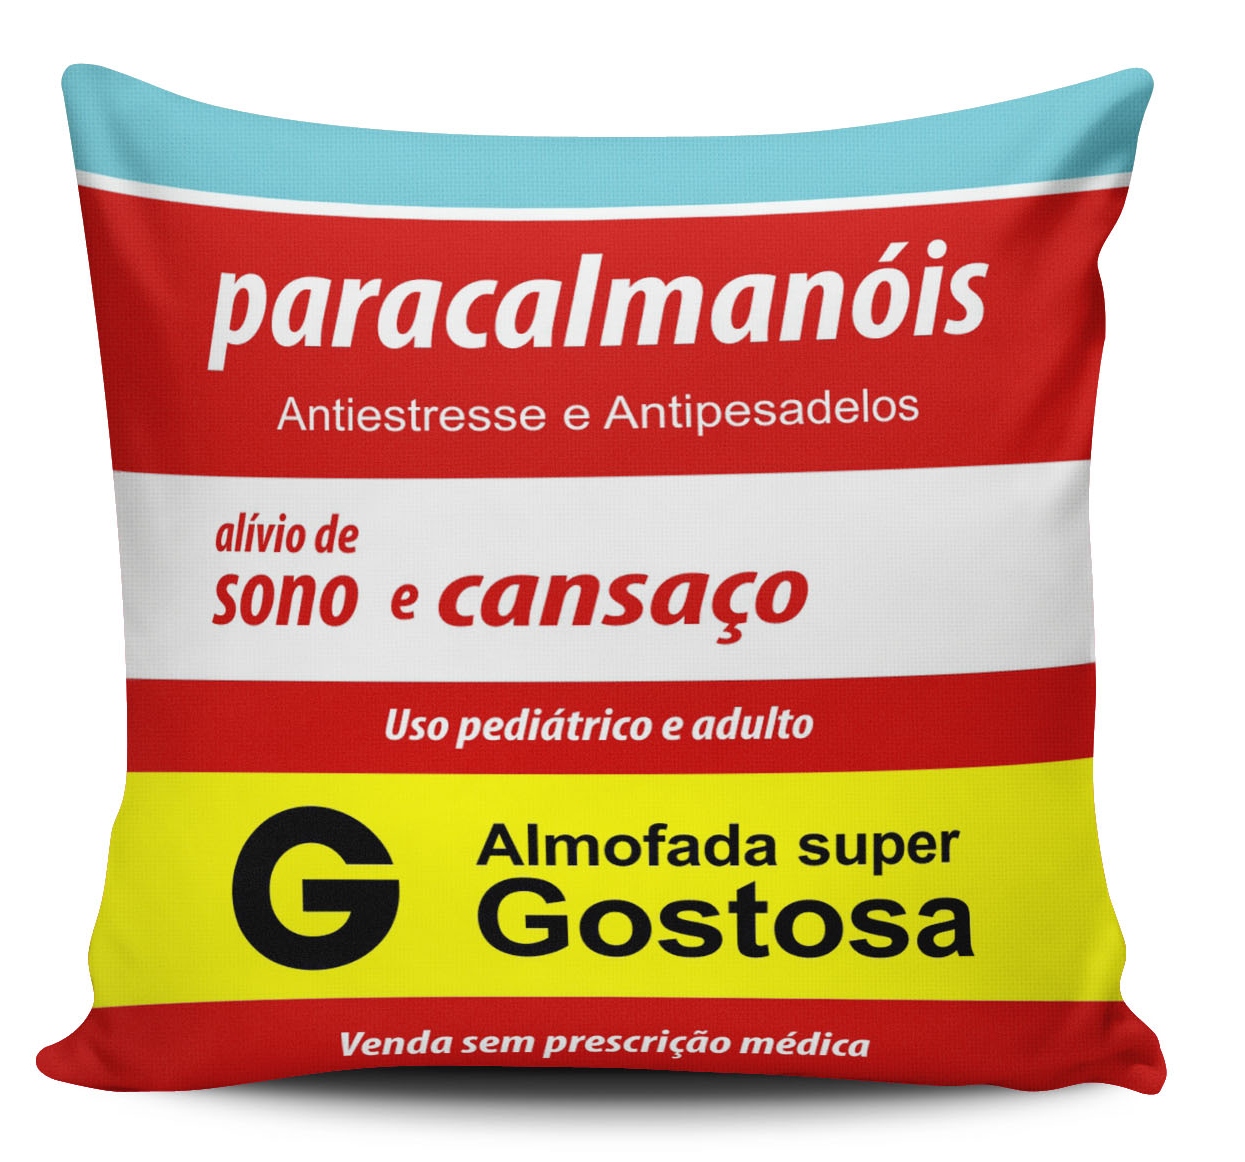 paracalmanóis
Antiestresse e Antipesadelos
alívio de
sono e cansaço
Uso pediátrico e adulto
G
Almofada super
Gostosa
Venda sem prescrição médica